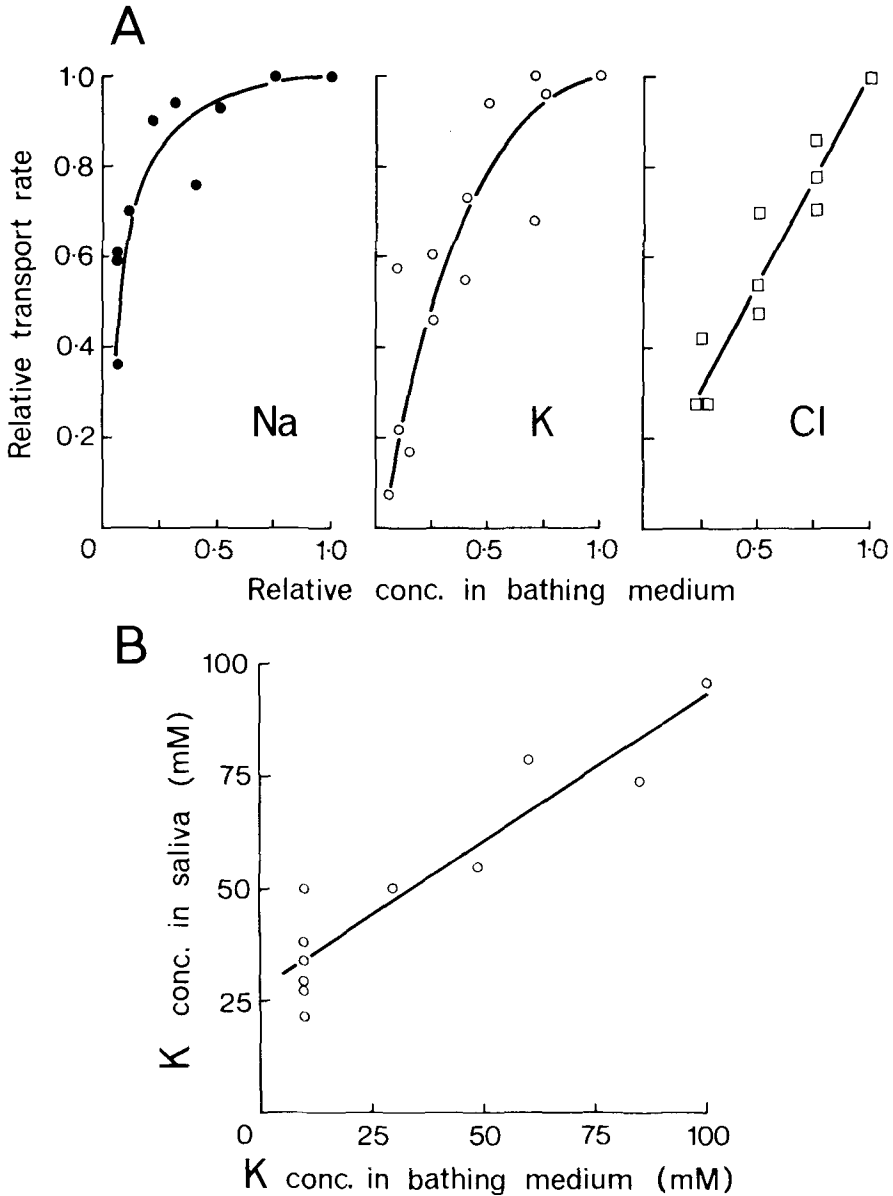 A
Relative transport rate
1·0
0·8
0·6
0·4
0·2
Na
K
Cl
0 0·5 1·0 0·5 1·0 0·5 1·0
Relative conc. in bathing medium
B
K conc. in saliva (mM)
100
75
50
25
0 25 50 75 100
K conc. in bathing medium (mM)